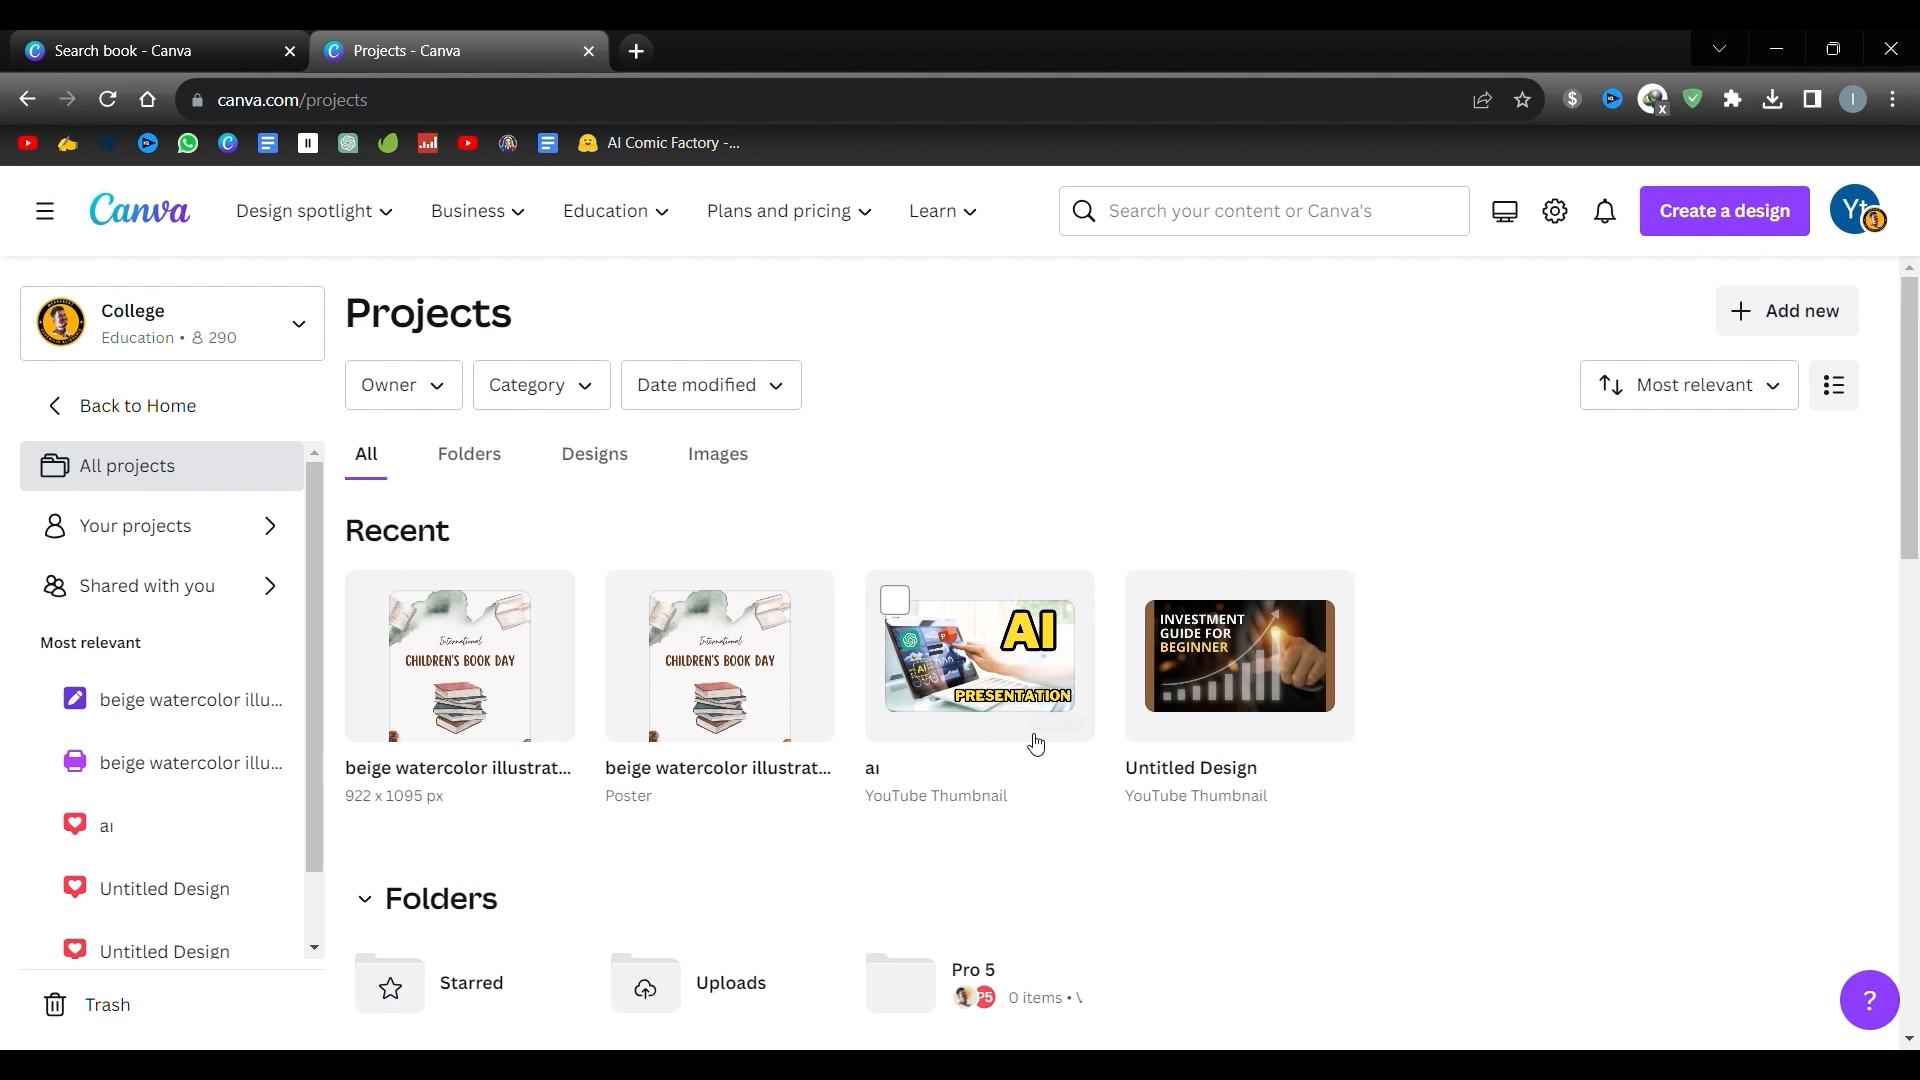 Search book - Canva
Projects - Canva
canva.com/projects
AI Comic Factory -...
Canva
Design spotlight
Business
Education
Plans and pricing
Learn
Search your content or Canva's
Create a design
Yt
College
Education • 290
Projects
Add new
Owner
Category
Date modified
Most relevant
Back to Home
All
Folders
Designs
Images
All projects
Your projects
Shared with you
Most relevant
beige watercolor illu...
beige watercolor illu...
aı
Untitled Design
Untitled Design
Trash
Recent
International
CHILDREN'S BOOK DAY
International
CHILDREN'S BOOK DAY
AI
PRESENTATION
INVESTMENT
GUIDE FOR
BEGINNER
beige watercolor illustrat...
922 x 1095 px
beige watercolor illustrat...
Poster
aı
YouTube Thumbnail
Untitled Design
YouTube Thumbnail
Folders
Starred
Uploads
Pro 5
P5
0 items •
?